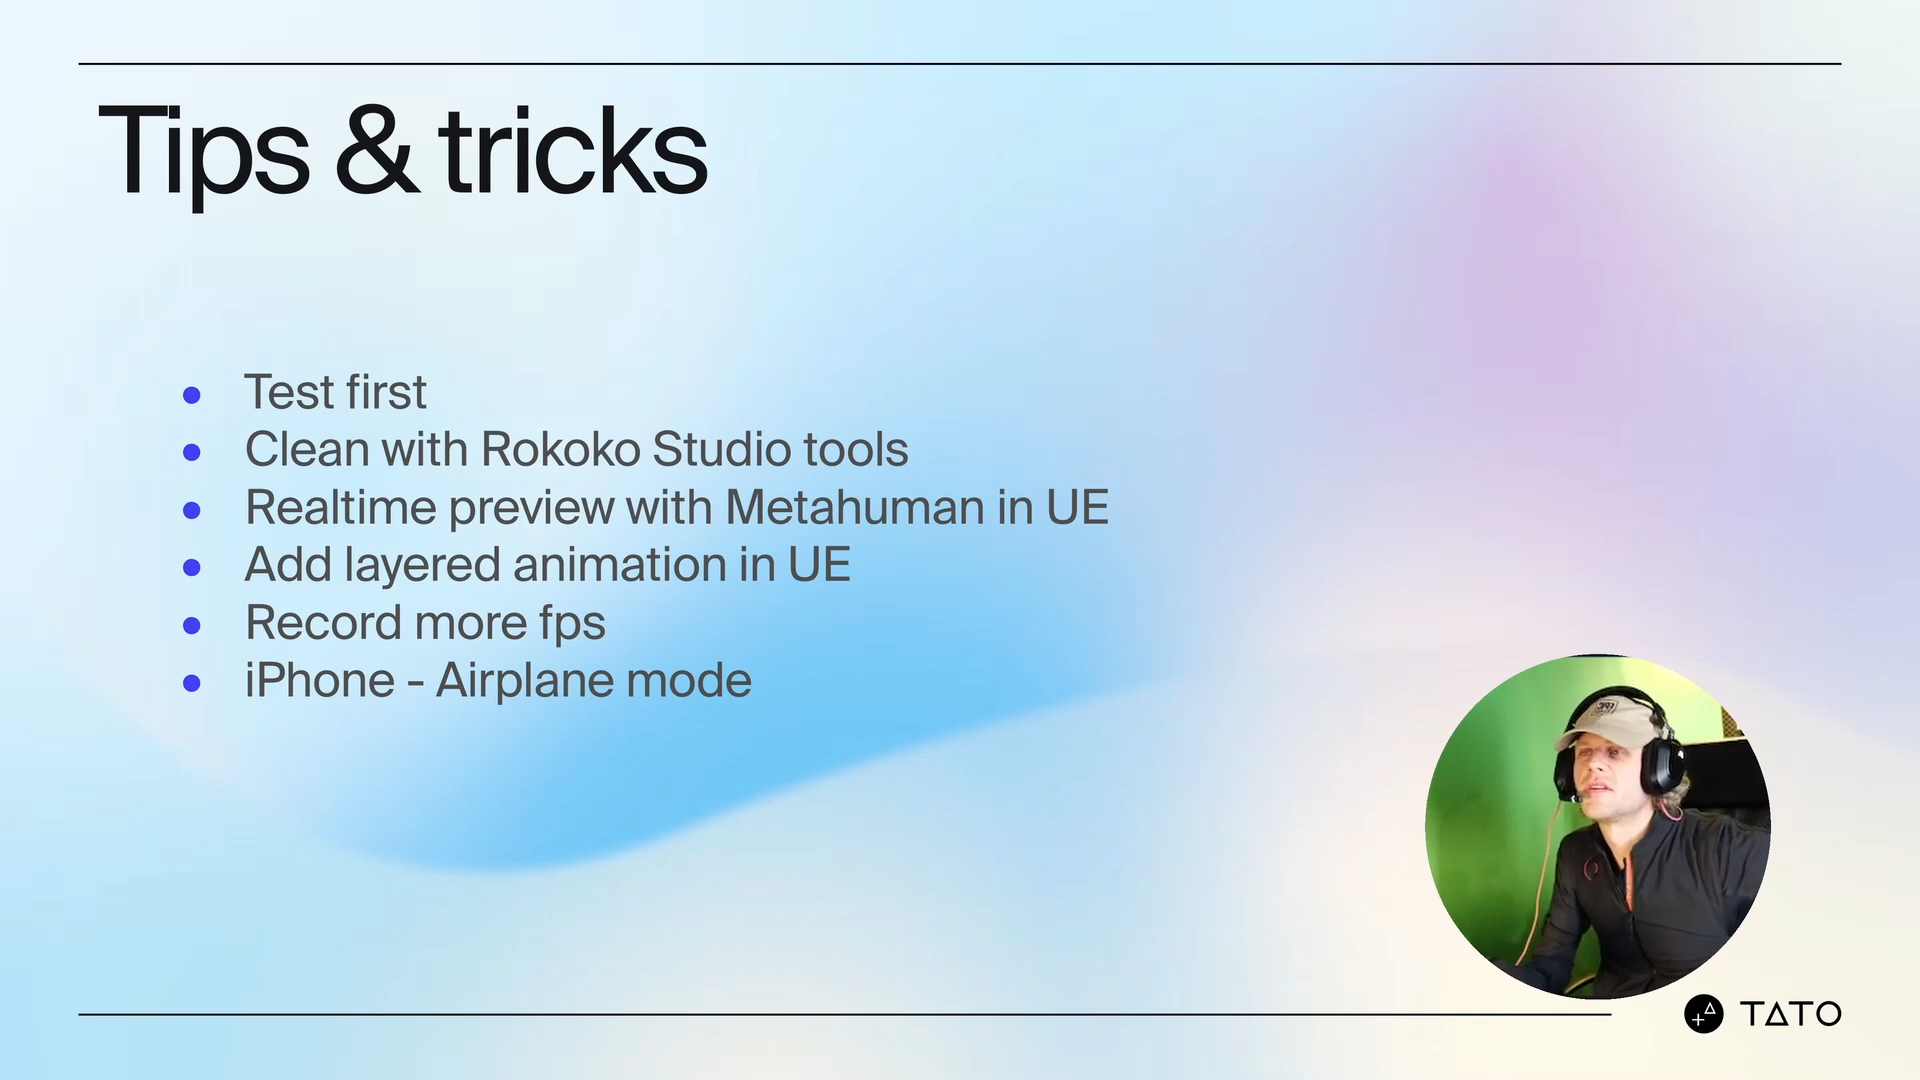 Tips & tricks
• Test first
• Clean with Rokoko Studio tools
• Realtime preview with Metahuman in UE
• Add layered animation in UE
• Record more fps
• iPhone - Airplane mode
TATO